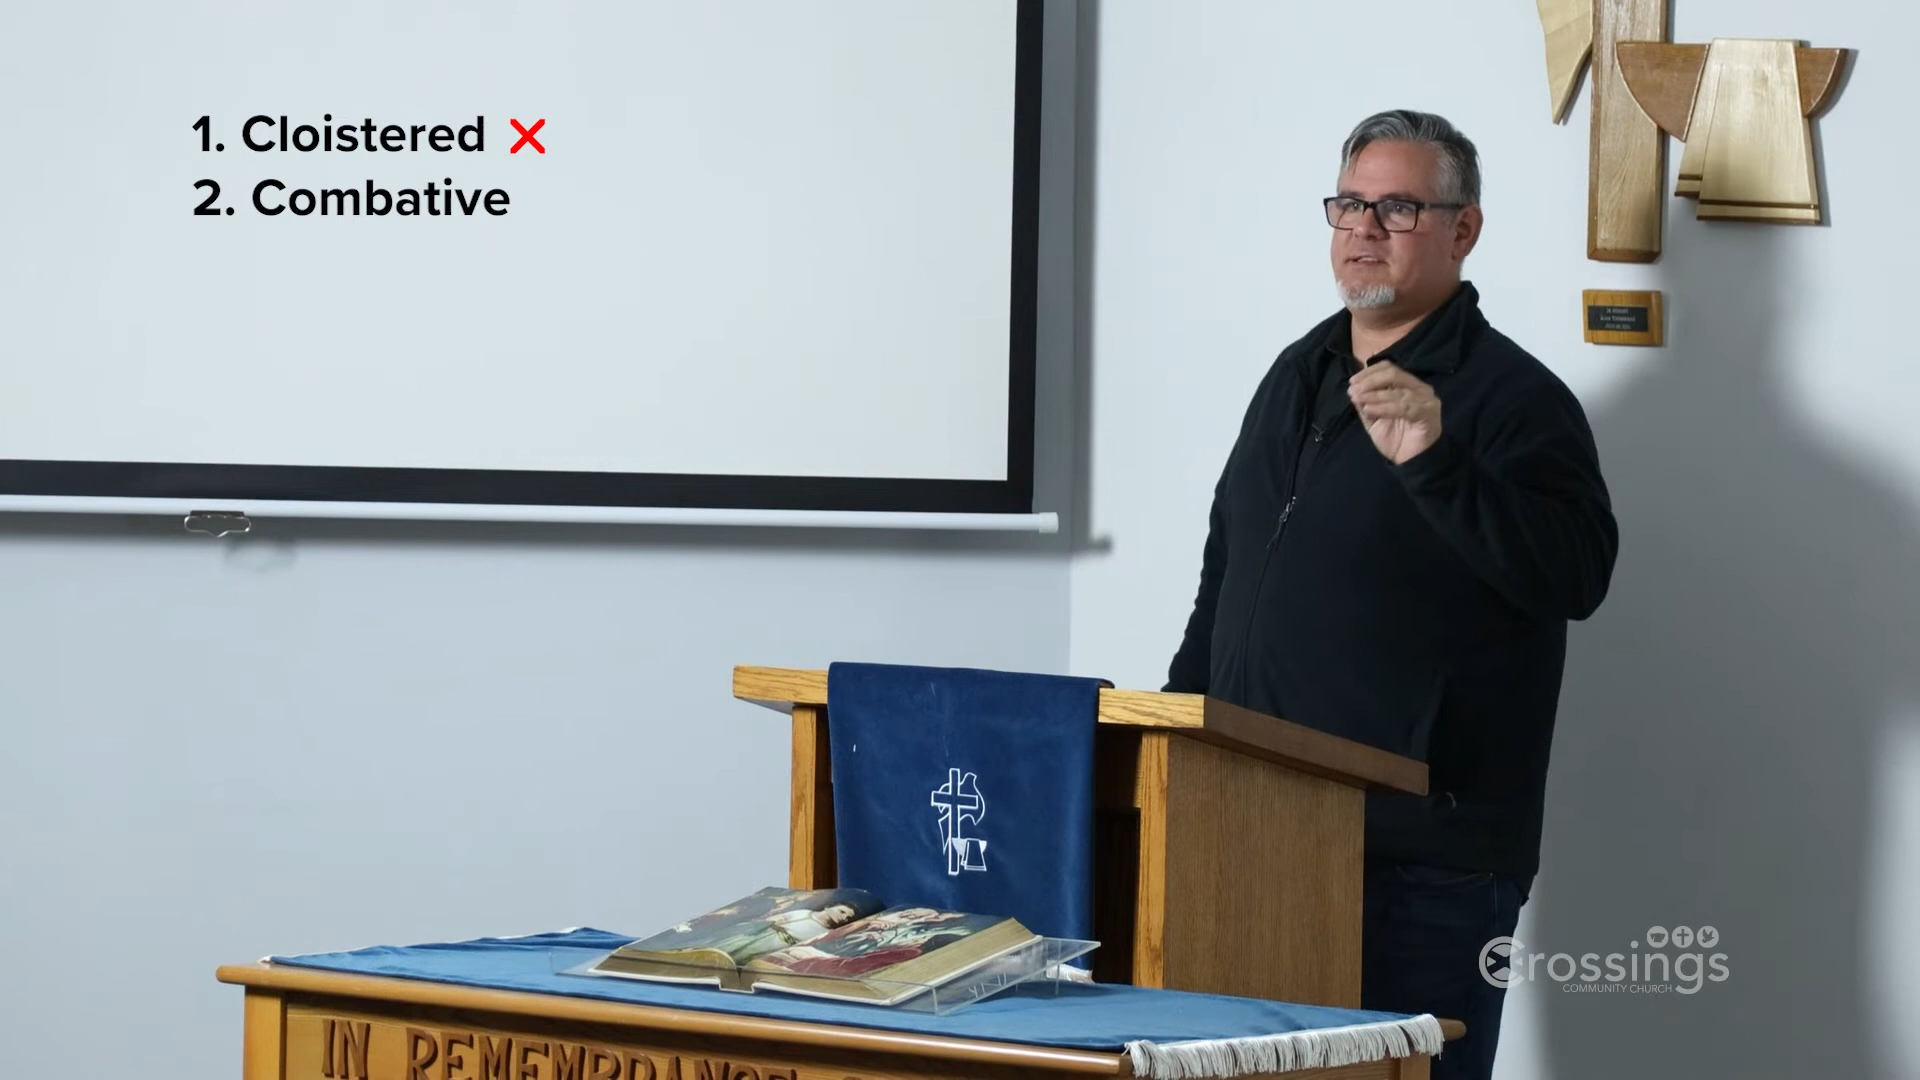 1. Cloistered
2. Combative
Crossings
COMMUNITY CHURCH
IN REMEMBRANCE